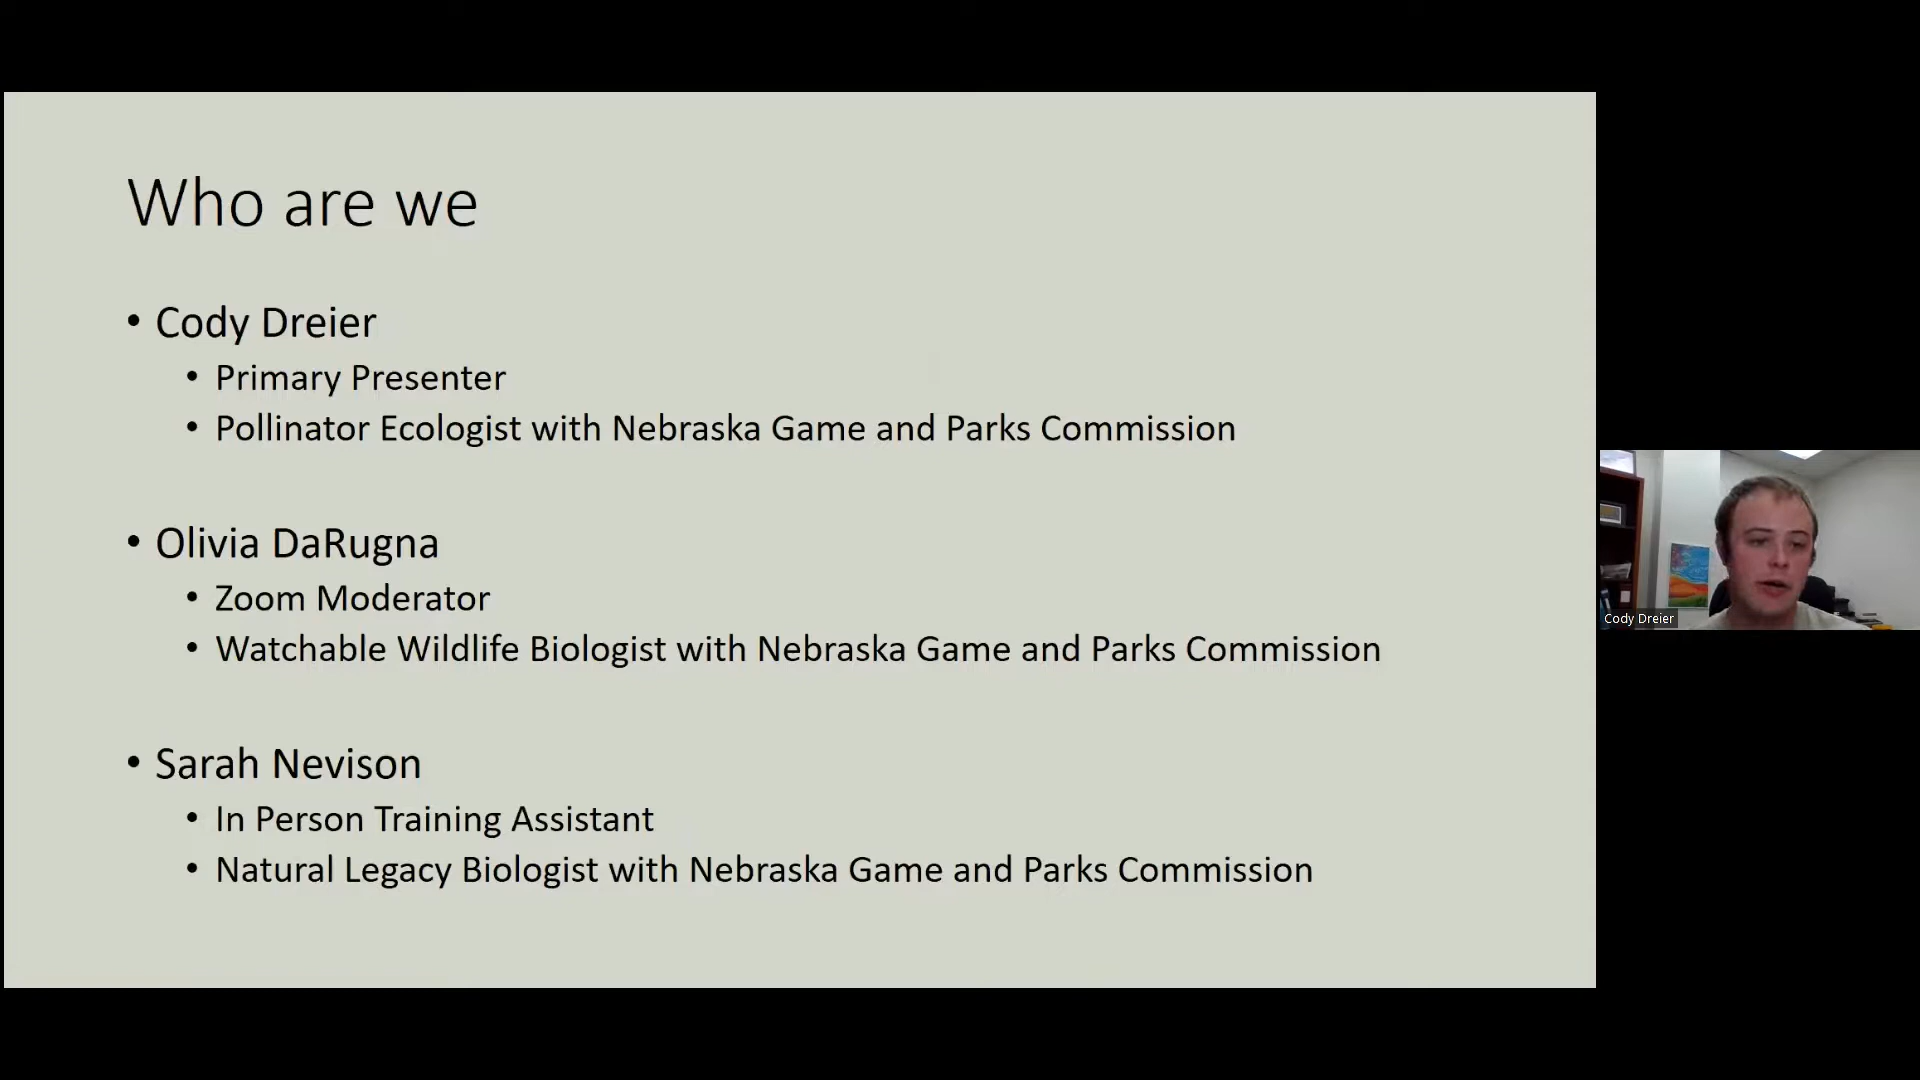 Who are we
• Cody Dreier
• Primary Presenter
• Pollinator Ecologist with Nebraska Game and Parks Commission
• Olivia DaRugna
• Zoom Moderator
• Watchable Wildlife Biologist with Nebraska Game and Parks Commission
• Sarah Nevison
• In Person Training Assistant
• Natural Legacy Biologist with Nebraska Game and Parks Commission
Cody Dreier